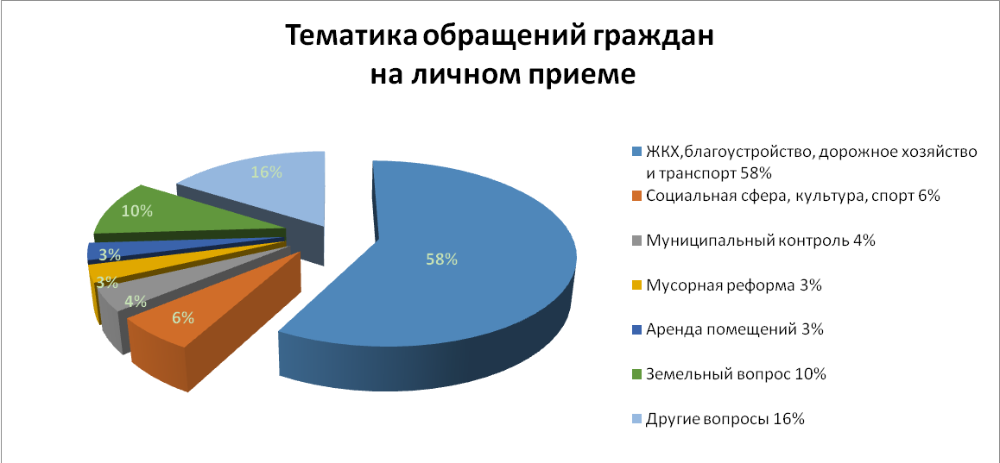 Тематика обращений граждан
на личном приеме
16%
10%
3%
3%
4%
6%
58%
ЖКХ,благоустройство, дорожное хозяйство
и транспорт 58%
Социальная сфера, культура, спорт 6%
Муниципальный контроль 4%
Мусорная реформа 3%
Аренда помещений 3%
Земельный вопрос 10%
Другие вопросы 16%